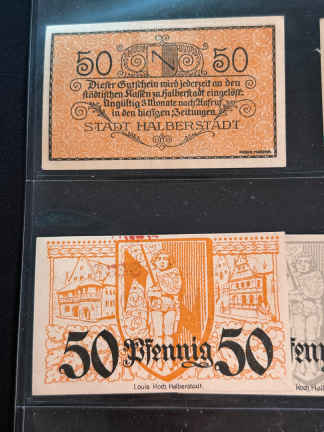 50 50
Dieser Gutschein wird jederzeit an den
städtischen Kassen zu Halberstadt eingelöst.
Ungültig 3 Monate nach Aufruf
in den hiesigen Zeitungen.
STADT HALBERSTADT
50 Pfennig 50
Louis Koch, Halberstadt.